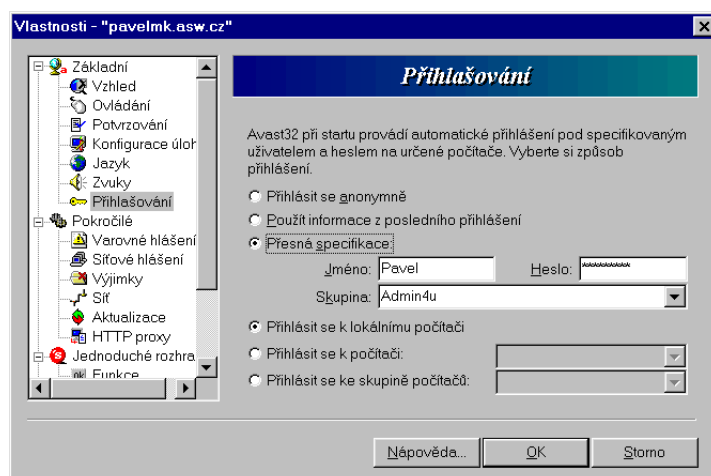 Vlastnosti - "pavelmk.asw.cz"
Základní
Vzhled
Ovládání
Potvrzování
Konfigurace úloh
Jazyk
Zvuky
Přihlašování
Pokročilé
Varovné hlášení
Síťové hlášení
Výjimky
Síť
Aktualizace
HTTP proxy
Jednoduché rozhra
Funkce
Přihlašování
Avast32 při startu provádí automatické přihlášení pod specifikovaným
uživatelem a heslem na určené počítače. Vyberte si způsob
přihlášení.
Přihlásit se anonymně
Použít informace z posledního přihlášení
Přesná specifikace:
Jméno: Pavel Heslo: **********
Skupina: Admin4u
Přihlásit se k lokálnímu počítači
Přihlásit se k počítači:
Přihlásit se ke skupině počítačů:
Nápověda... OK Storno